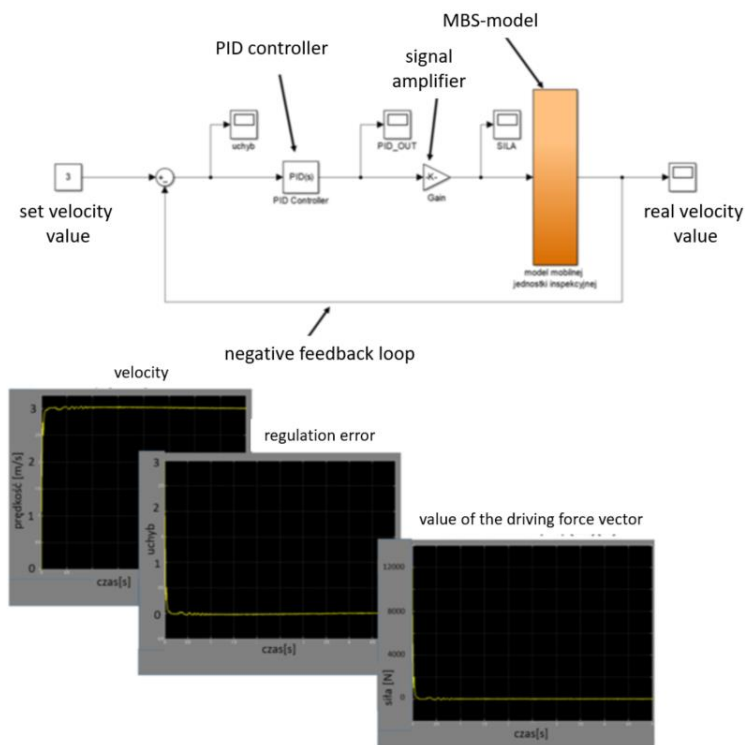 MBS-model
PID controller
signal
amplifier
uchyb
PID_OUT
SILA
3
+
-
PID(s)
-K-
PID Controller
Gain
set velocity
value
real velocity
value
model mobilnej
jednostki inspekcyjnej
negative feedback loop
velocity
3
2
1
0
prędkość [m/s]
czas[s]
regulation error
3
2
1
0
uchyb
czas[s]
value of the driving force vector
12000
8000
4000
0
siła [N]
czas[s]